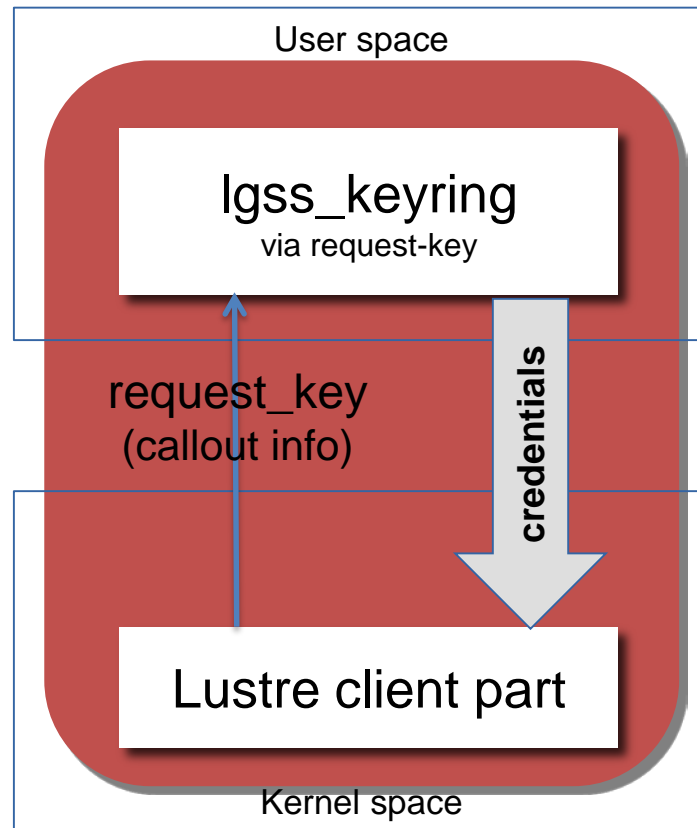 User space
lgss_keyring
via request-key
request_key
(callout info)
credentials
Lustre client part
Kernel space